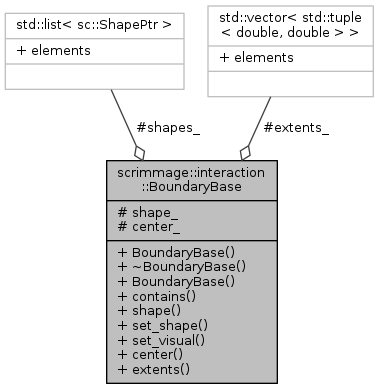 std::list< sc::ShapePtr >
+ elements
std::vector< std::tuple
< double, double > >
+ elements
#shapes_
#extents_
scrimmage::interaction
::BoundaryBase
# shape_
# center_
+ BoundaryBase()
+ ~BoundaryBase()
+ BoundaryBase()
+ contains()
+ shape()
+ set_shape()
+ set_visual()
+ center()
+ extents()